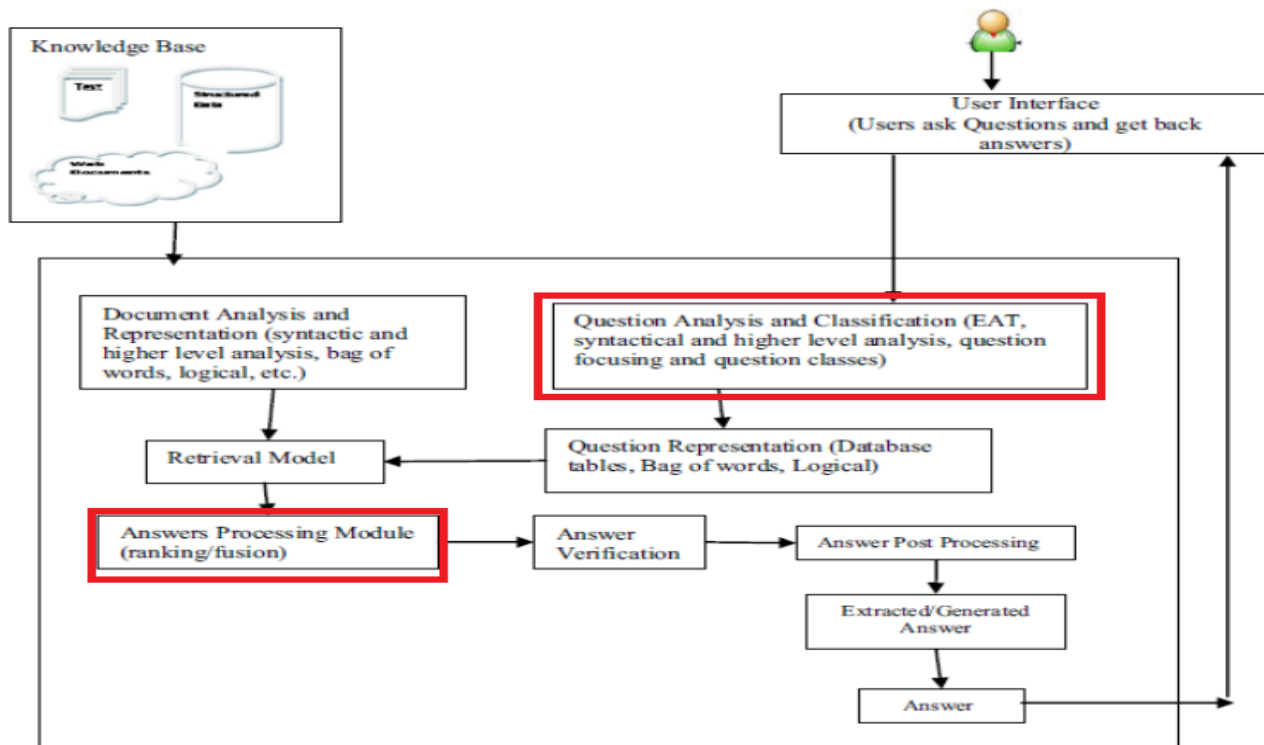 Knowledge Base
Text
Structured
Data
Web
Documents
User Interface
(Users ask Questions and get back
answers)
Document Analysis and
Representation (syntactic and
higher level analysis, bag of
words, logical, etc.)
Question Analysis and Classification (EAT,
syntactical and higher level analysis, question
focusing and question classes)
Retrieval Model
Question Representation (Database
tables, Bag of words, Logical)
Answers Processing Module
(ranking/fusion)
Answer
Verification
Answer Post Processing
Extracted/Generated
Answer
Answer